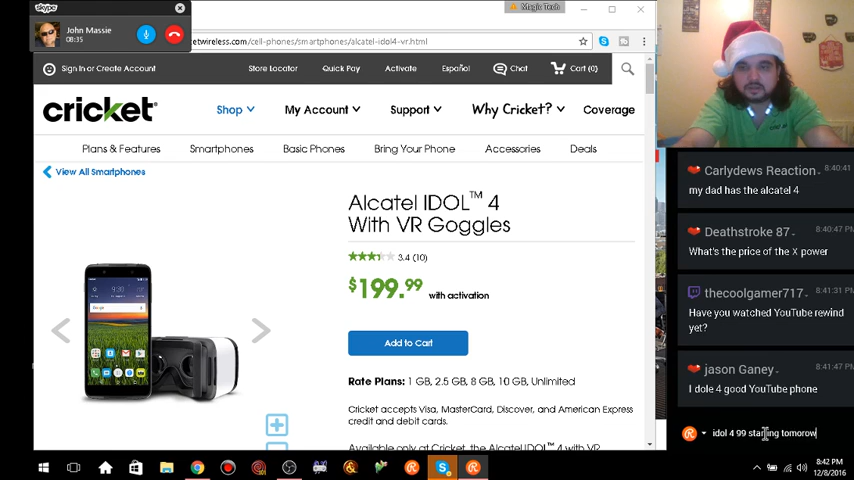 skype
John Massie
08:35
Magic Tech
etwireless.com/cell-phones/smartphones/alcatel-idol4-vr.html
Sign In or Create Account
Store Locator
Quick Pay
Activate
Español
Chat
Cart (0)
cricket
Shop
My Account
Support
Why Cricket?
Coverage
Plans & Features
Smartphones
Basic Phones
Bring Your Phone
Accessories
Deals
View All Smartphones
Alcatel IDOL™ 4
With VR Goggles
3.4 (10)
$199.99 with activation
Add to Cart
Rate Plans: 1 GB, 2.5 GB, 8 GB, 10 GB, Unlimited
Cricket accepts Visa, MasterCard, Discover, and American Express
credit and debit cards.
Available only at Cricket, the Alcatel IDOL™ 4 with VR
Carlydews Reaction
8:40:41
my dad has the alcatel 4
Deathstroke 87
8:40:47 PM
What's the price of the X power
thecoolgamer717
8:41:31 PM
Have you watched YouTube rewind
yet?
jason Ganey
8:41:47 PM
I dole 4 good YouTube phone
idol 4 99 starting tomorow
8:42 PM
12/8/2016